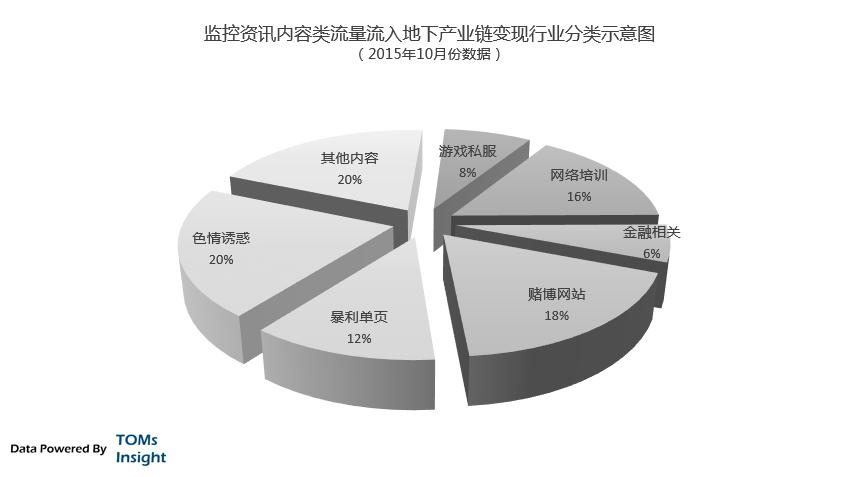 监控资讯内容类流量流入地下产业链变现行业分类示意图
（2015年10月份数据）
其他内容
20%
游戏私服
8%
网络培训
16%
金融相关
6%
色情诱惑
20%
赌博网站
18%
暴利单页
12%
Data Powered By
TOMs
Insight